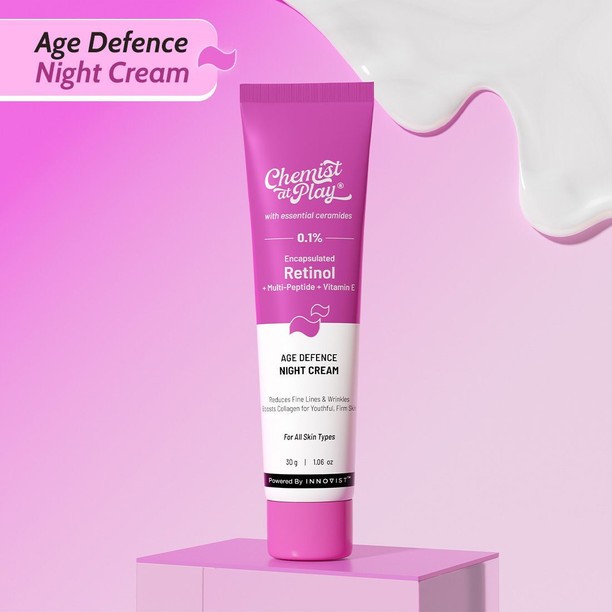 Age Defence
Night Cream
Chemist
at Play®
with essential ceramides
0.1%
Encapsulated
Retinol
+ Multi-Peptide + Vitamin E
AGE DEFENCE
NIGHT CREAM
Reduces Fine Lines & Wrinkles
Boosts Collagen for Youthful, Firm Skin
For All Skin Types
30 g | 1.06 oz
Powered By INNOVIST™